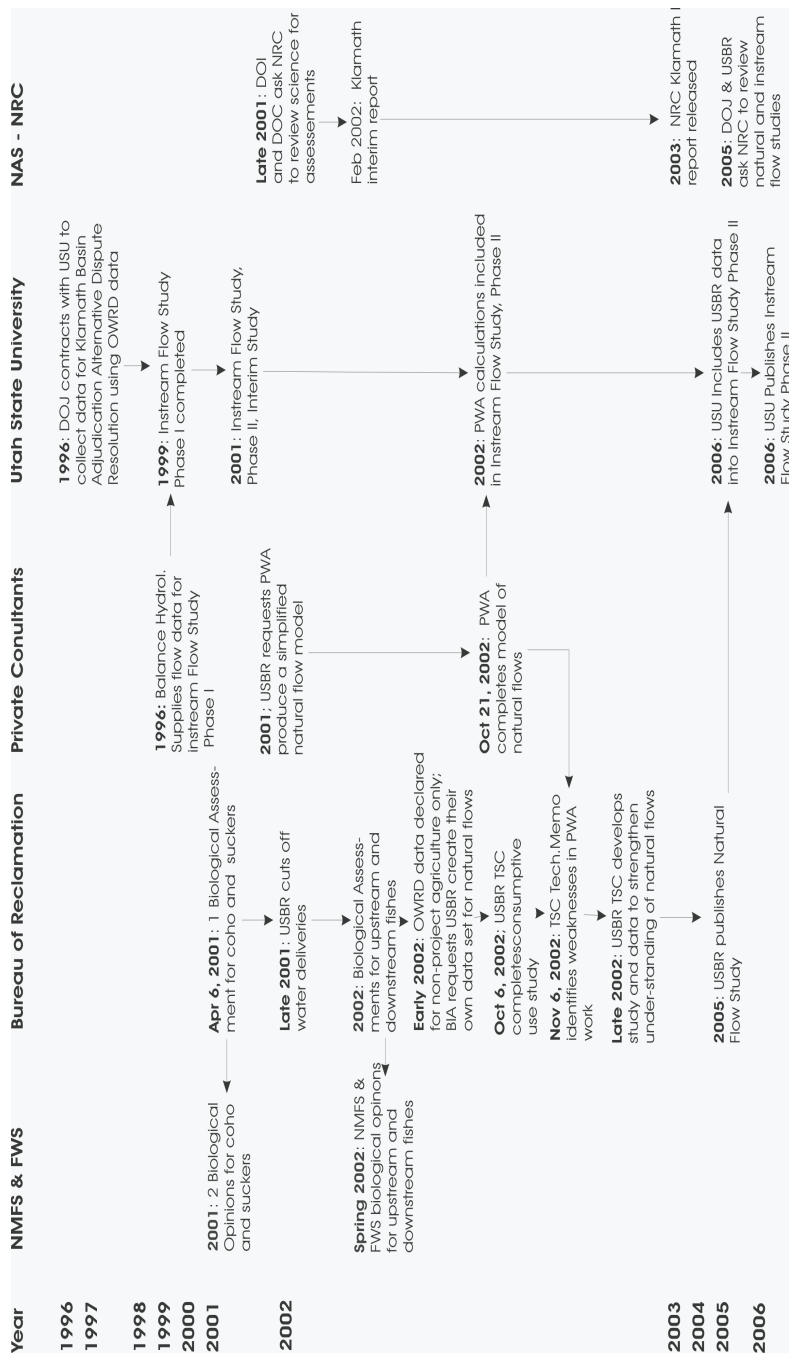 Year
NMFS & FWS
Bureau of Reclamation
Private Conultants
Utah State University
NAS - NRC
1996
1997
1998
1999
2000
2001
2002
2003
2004
2005
2006
2001: 2 Biological
Opinions for coho
and suckers
Spring 2002: NMFS &
FWS biological opinons
for upstream and
downstream fishes
Apr 6, 2001: 1 Biological Assess-
ment for coho and suckers
Late 2001: USBR cuts off
water deliveries
2002: Biological Assess-
ments for upstream and
downstream fishes
Early 2002: OWRD data declared
for non-project agriculture only;
BIA requests USBR create their
own data set for natural flows
Oct 6, 2002; USBR TSC
completesconsumptive
use study
Nov 6, 2002: TSC Tech.Memo
identifies weaknesses in PWA
work
Late 2002: USBR TSC develops
study and data to strengthen
under-standing of natural flows
2005: USBR publishes Natural
Flow Study
1996: Balance Hydrol.
Supplies flow data for
instream Flow Study
Phase I
2001; USBR requests PWA
produce a simplified
natural flow model
Oct 21, 2002: PWA
completes model of
natural flows
1996: DOJ contracts with USU to
collect data for Klamath Basin
Adjudication Alternative Dispute
Resolution using OWRD data
1999: Instream Flow Study
Phase I completed
2001: Instream Flow Study,
Phase II, Interim Study
2002: PWA calculations included
in Instream Flow Study, Phase II
2006: USU Includes USBR data
into Instream Flow Study Phase II
2006: USU Publishes Instream
Flow Study Phase II
Late 2001: DOI
and DOC ask NRC
to review science for
assessements
Feb 2002: Klamath
interim report
2003: NRC Klamath I
report released
2005: DOJ & USBR
ask NRC to review
natural and instream
flow studies